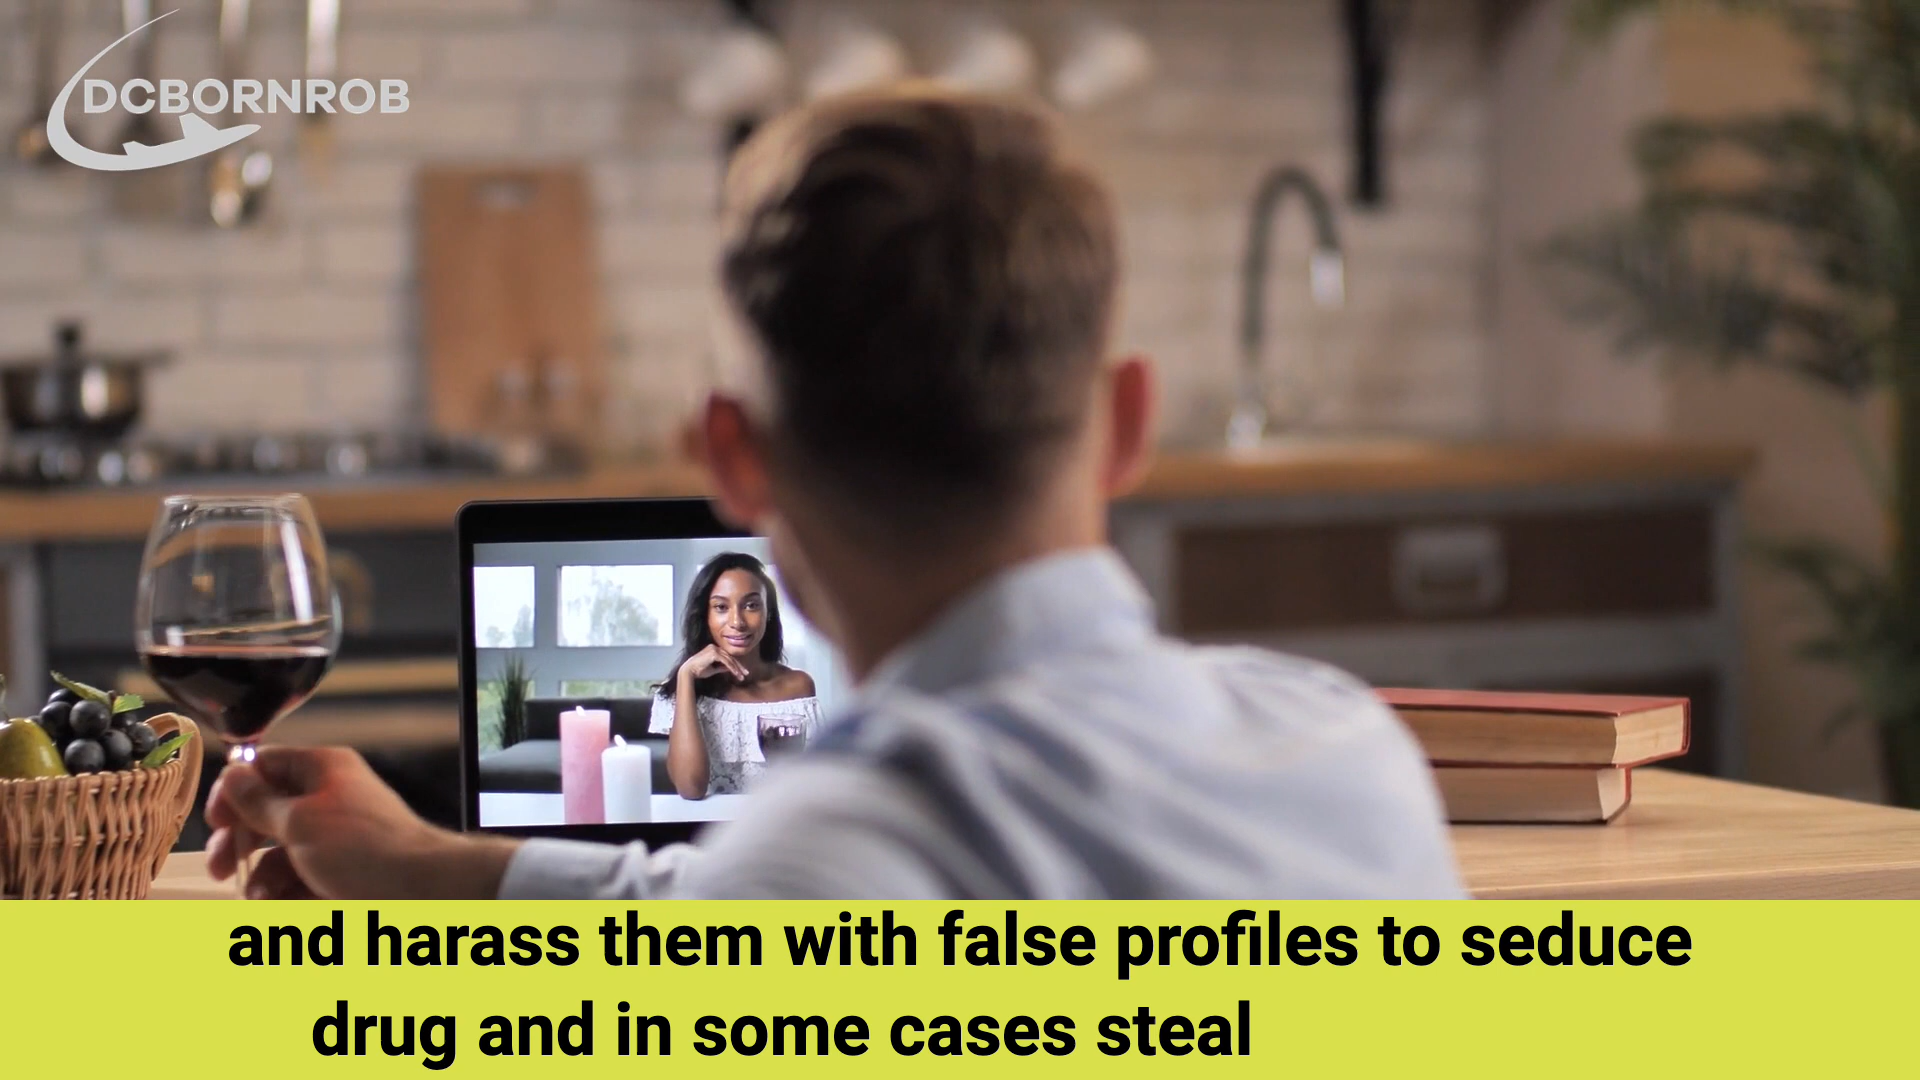 DCBORNROB
and harass them with false profiles to seduce
drug and in some cases steal